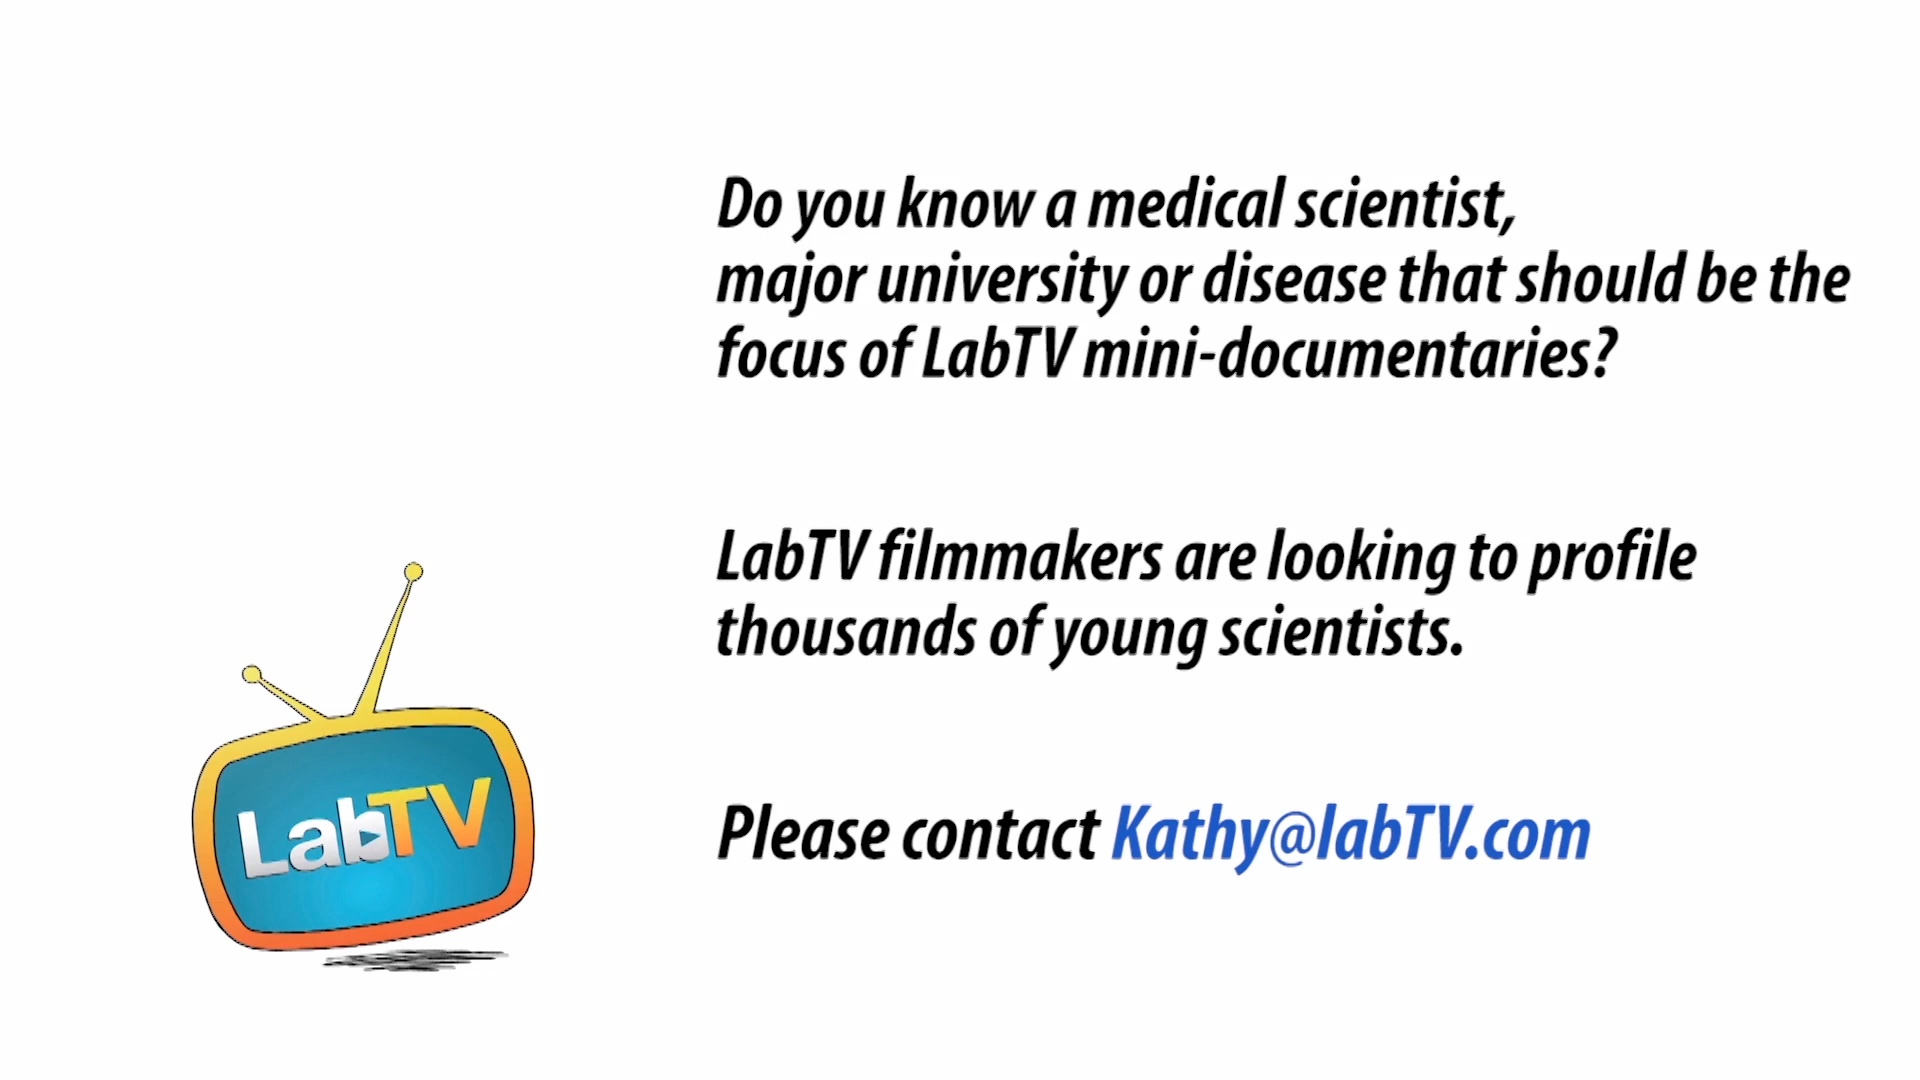 Do you know a medical scientist,
major university or disease that should be the
focus of LabTV mini-documentaries?
LabTV filmmakers are looking to profile
thousands of young scientists.
Please contact Kathy@labTV.com
LabTV